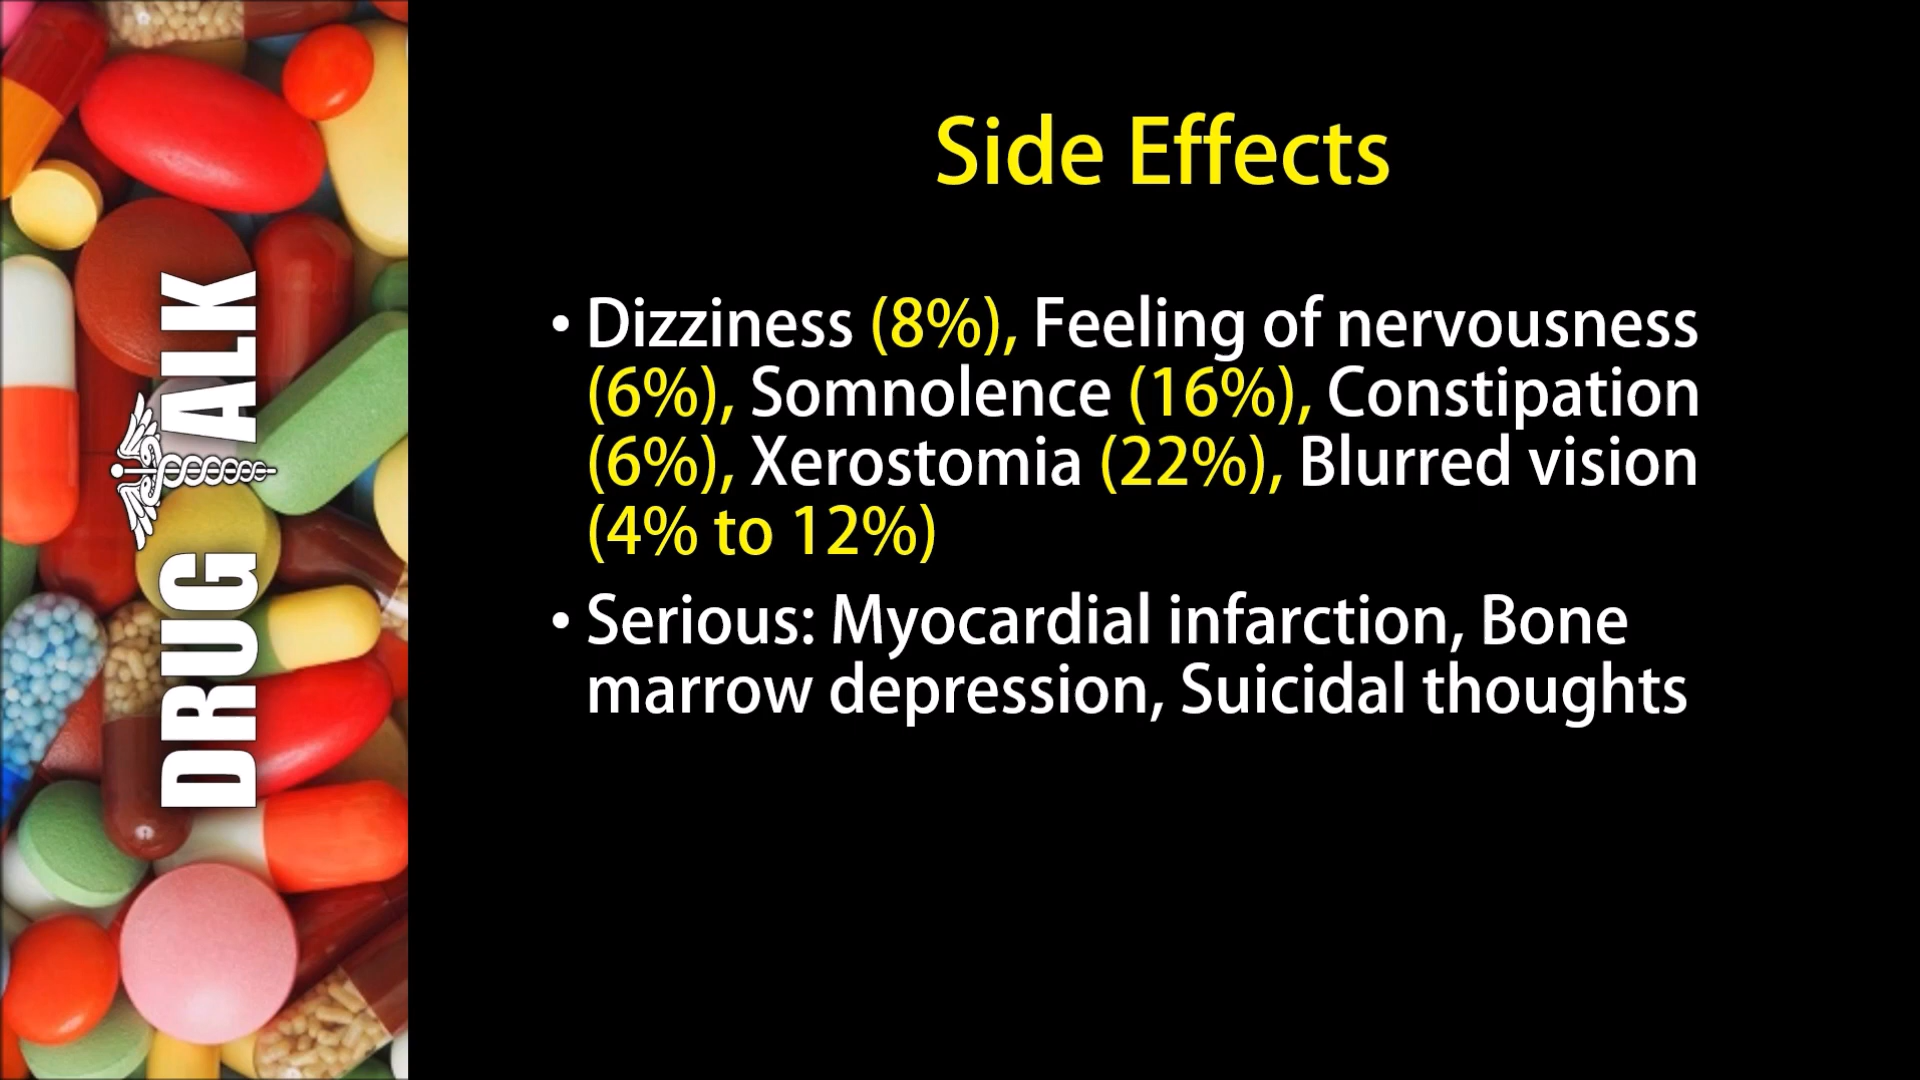 DRUG TALK
Side Effects
• Dizziness (8%), Feeling of nervousness
(6%), Somnolence (16%), Constipation
(6%), Xerostomia (22%), Blurred vision
(4% to 12%)
• Serious: Myocardial infarction, Bone
marrow depression, Suicidal thoughts